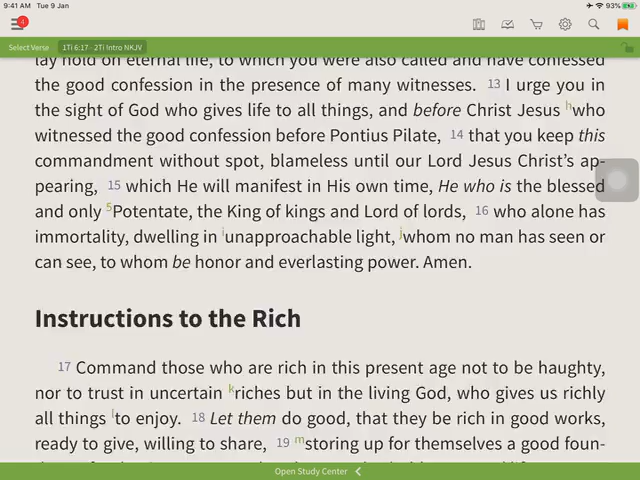 9:41 AM Tue 9 Jan 93%
4
Select Verse 1Ti 6:17 - 2Ti Intro NKJV
lay hold on eternal life, to which you were also called and have confessed
the good confession in the presence of many witnesses. 13 I urge you in
the sight of God who gives life to all things, and before Christ Jesus h who
witnessed the good confession before Pontius Pilate, 14 that you keep this
commandment without spot, blameless until our Lord Jesus Christ's ap-
pearing, 15 which He will manifest in His own time, He who is the blessed
and only 5 Potentate, the King of kings and Lord of lords, 16 who alone has
immortality, dwelling in i unapproachable light, j whom no man has seen or
can see, to whom be honor and everlasting power. Amen.
Instructions to the Rich
17 Command those who are rich in this present age not to be haughty,
nor to trust in uncertain k riches but in the living God, who gives us richly
all things l to enjoy. 18 Let them do good, that they be rich in good works,
ready to give, willing to share, 19 m storing up for themselves a good foun-
Open Study Center